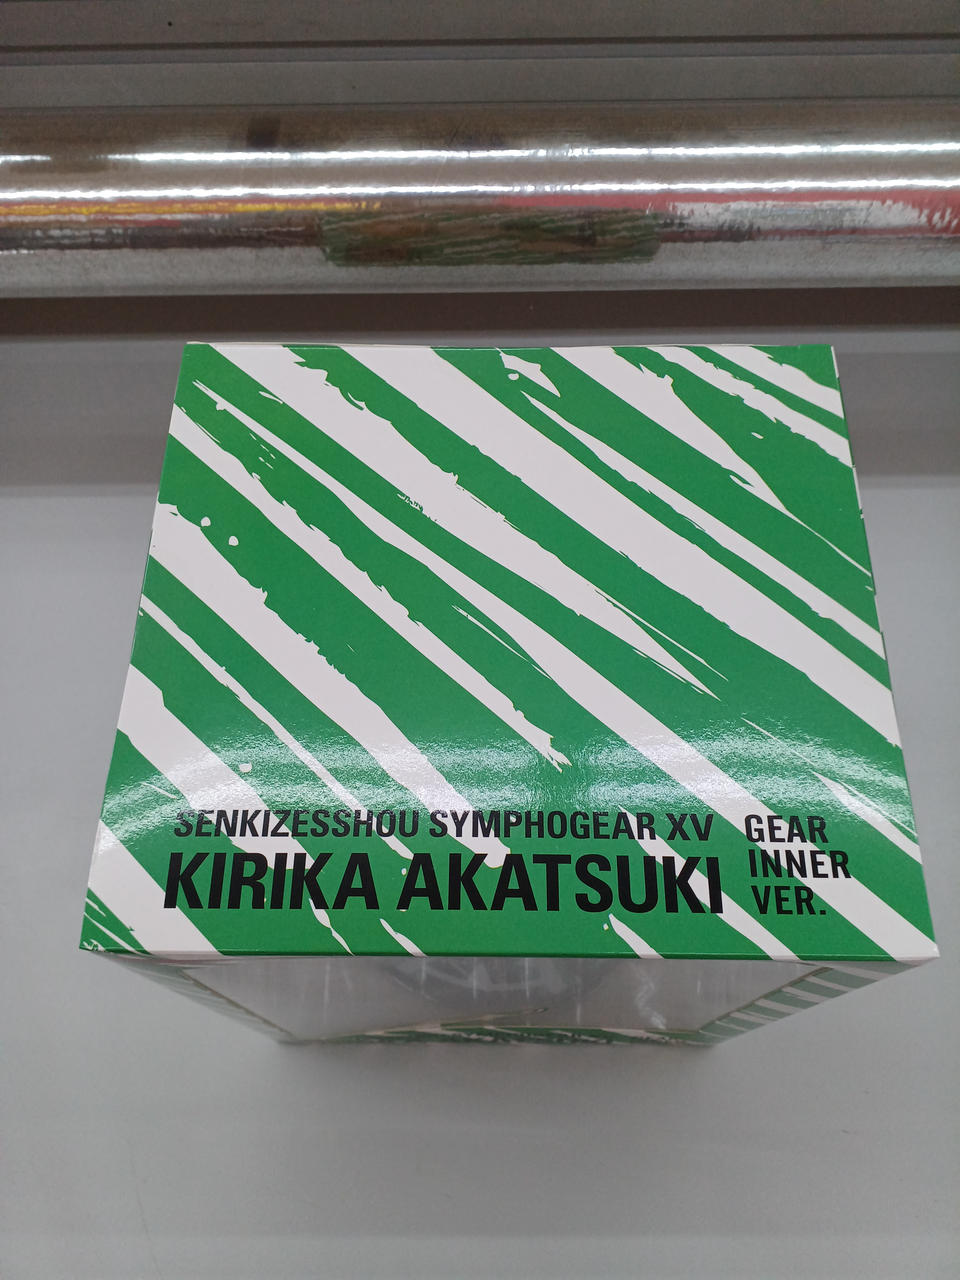 SENKIZESSHOU SYMPHOGEAR XV
KIRIKA AKATSUKI
GEAR
INNER
VER.